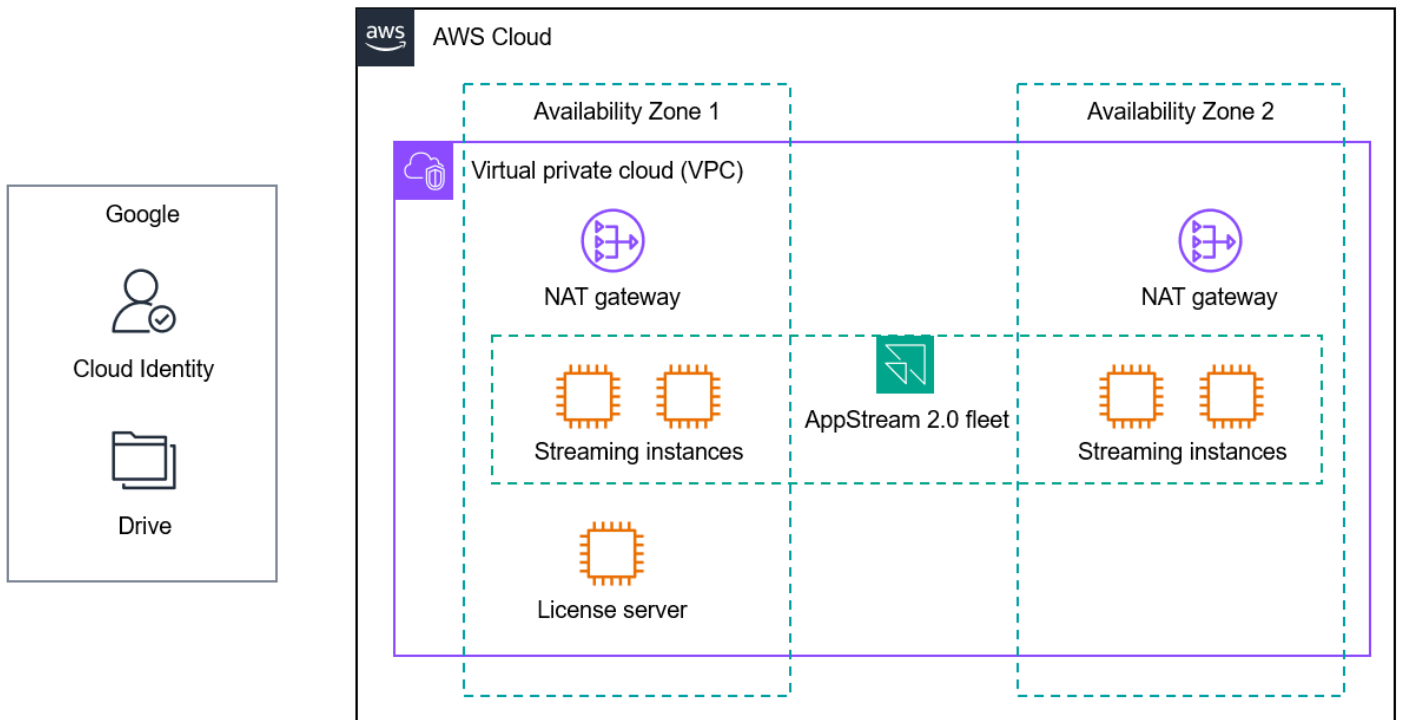 aws
AWS Cloud
Availability Zone 1
Availability Zone 2
Virtual private cloud (VPC)
Google
NAT gateway
NAT gateway
Cloud Identity
AppStream 2.0 fleet
Streaming instances
Streaming instances
Drive
License server